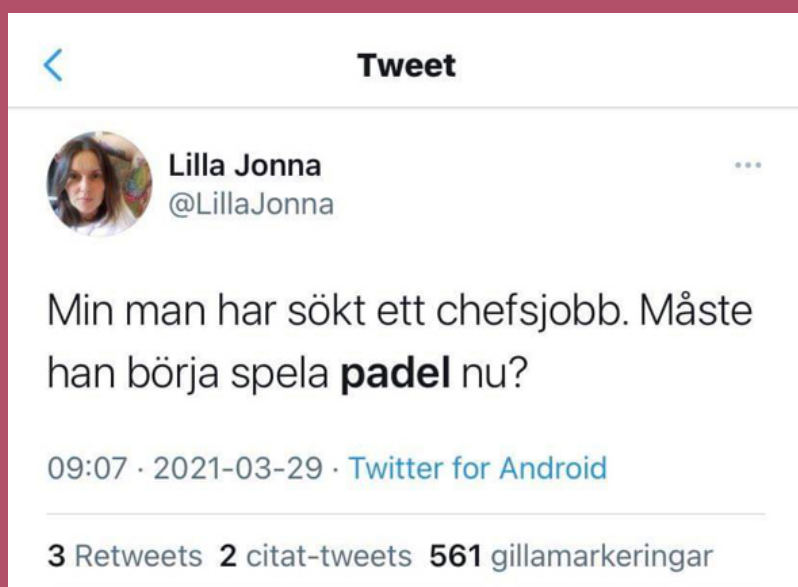 Tweet
Lilla Jonna
@LillaJonna
Min man har sökt ett chefsjobb. Måste
han börja spela padel nu?
09:07 · 2021-03-29 · Twitter for Android
3 Retweets 2 citat-tweets 561 gillamarkeringar